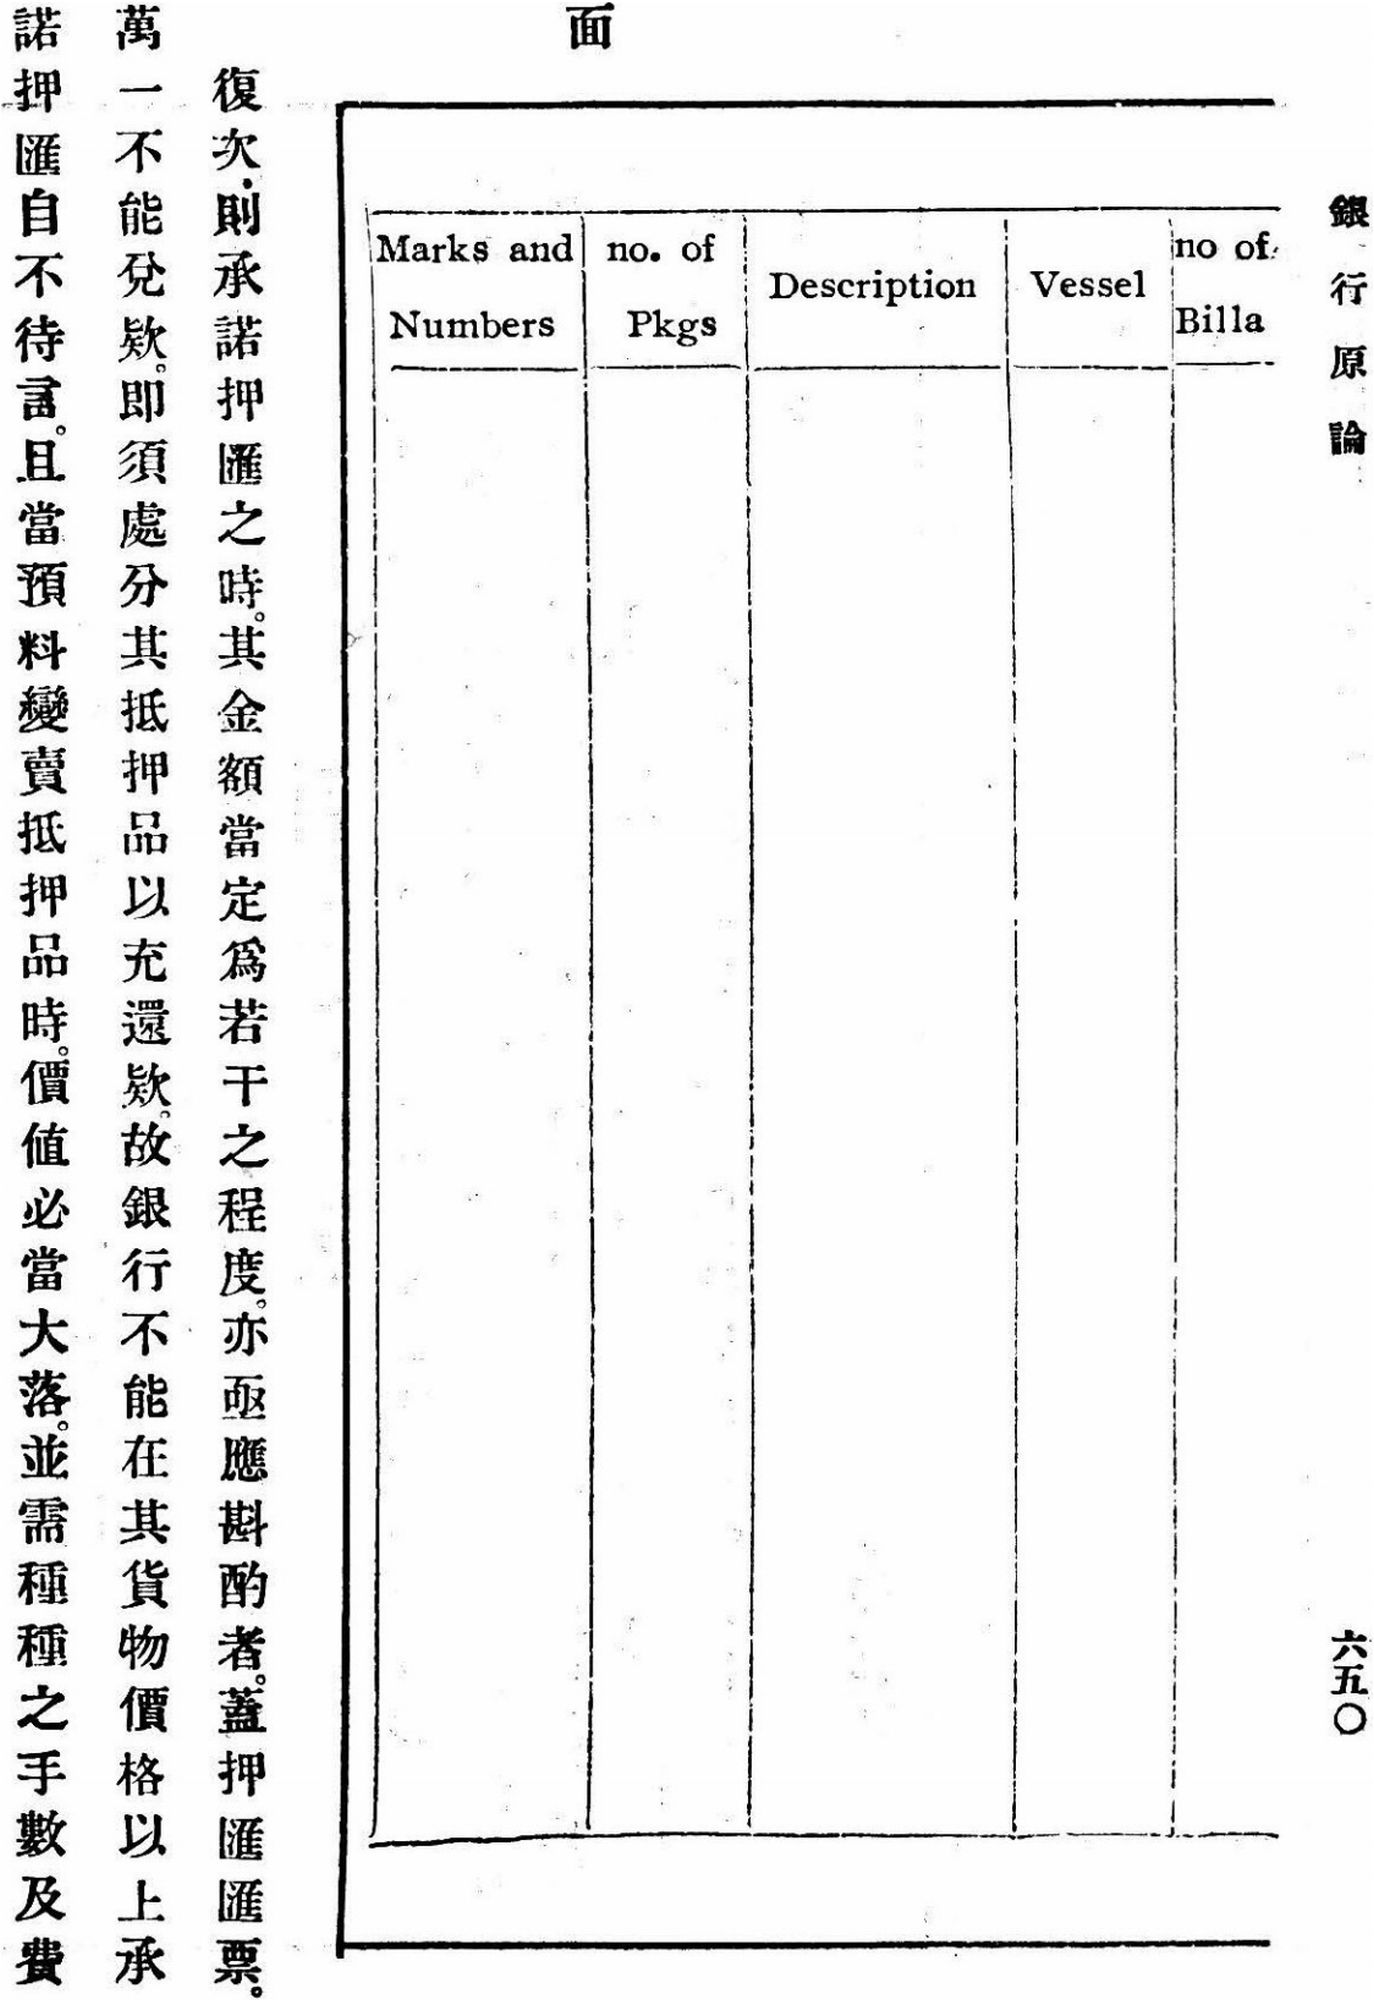 銀行原論
六五〇
面
Marks and Numbers
no. of Pkgs
Description
Vessel
no of Billa
復次,則承諾押匯之時。其金額當定爲若干之程度。亦亟應斟酌者。蓋押匯匯票。
萬一不能兌欵。即須處分其抵押品以充還欵。故銀行不能在其貨物價格以上承
諾押匯自不待言。且當預料變賣抵押品時。價值必當大落。並需種種之手數及費